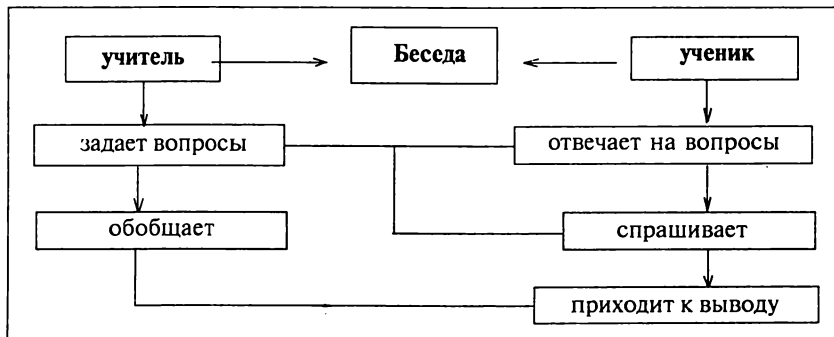 учитель
Беседа
ученик
задает вопросы
отвечает на вопросы
обобщает
спрашивает
приходит к выводу